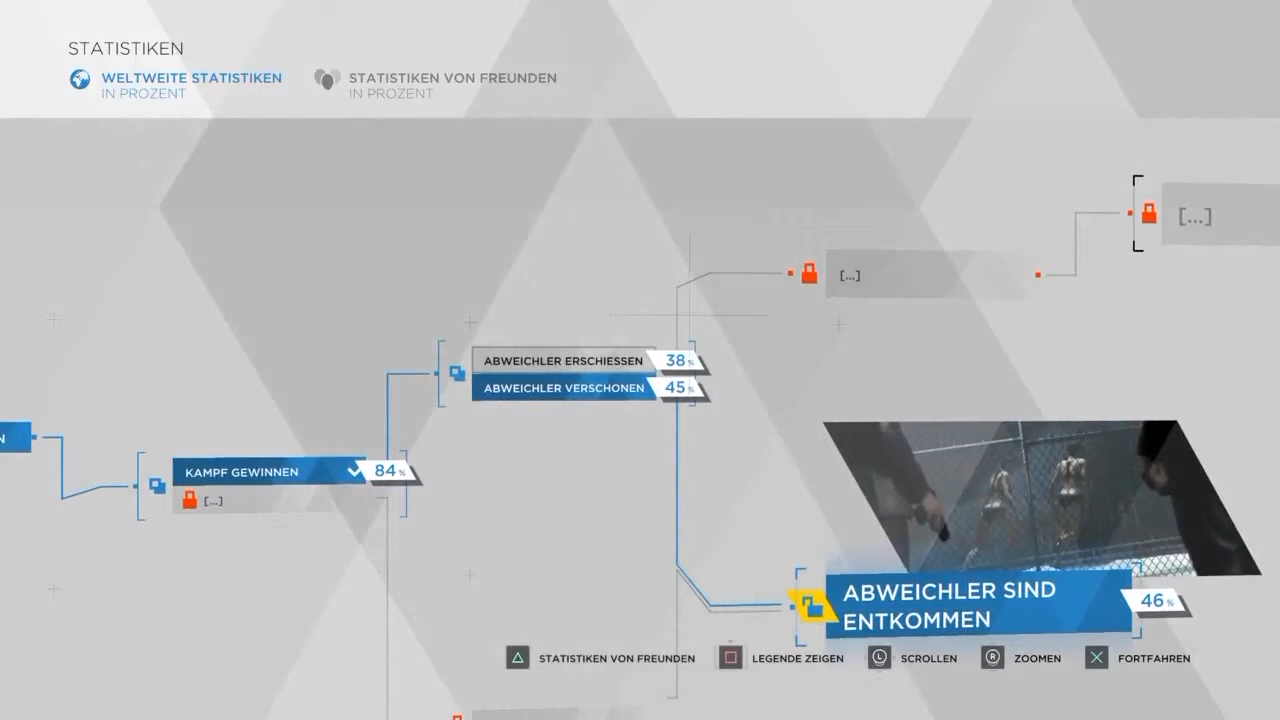 STATISTIKEN
WELTWEITE STATISTIKEN
IN PROZENT
STATISTIKEN VON FREUNDEN
IN PROZENT
[...]
[...]
ABWEICHLER ERSCHIESSEN 38 %
ABWEICHLER VERSCHONEN 45 %
N
KAMPF GEWINNEN 84 %
[...]
ABWEICHLER SIND
ENTKOMMEN
46 %
STATISTIKEN VON FREUNDEN
LEGENDE ZEIGEN
L SCROLLEN
R ZOOMEN
FORTFAHREN